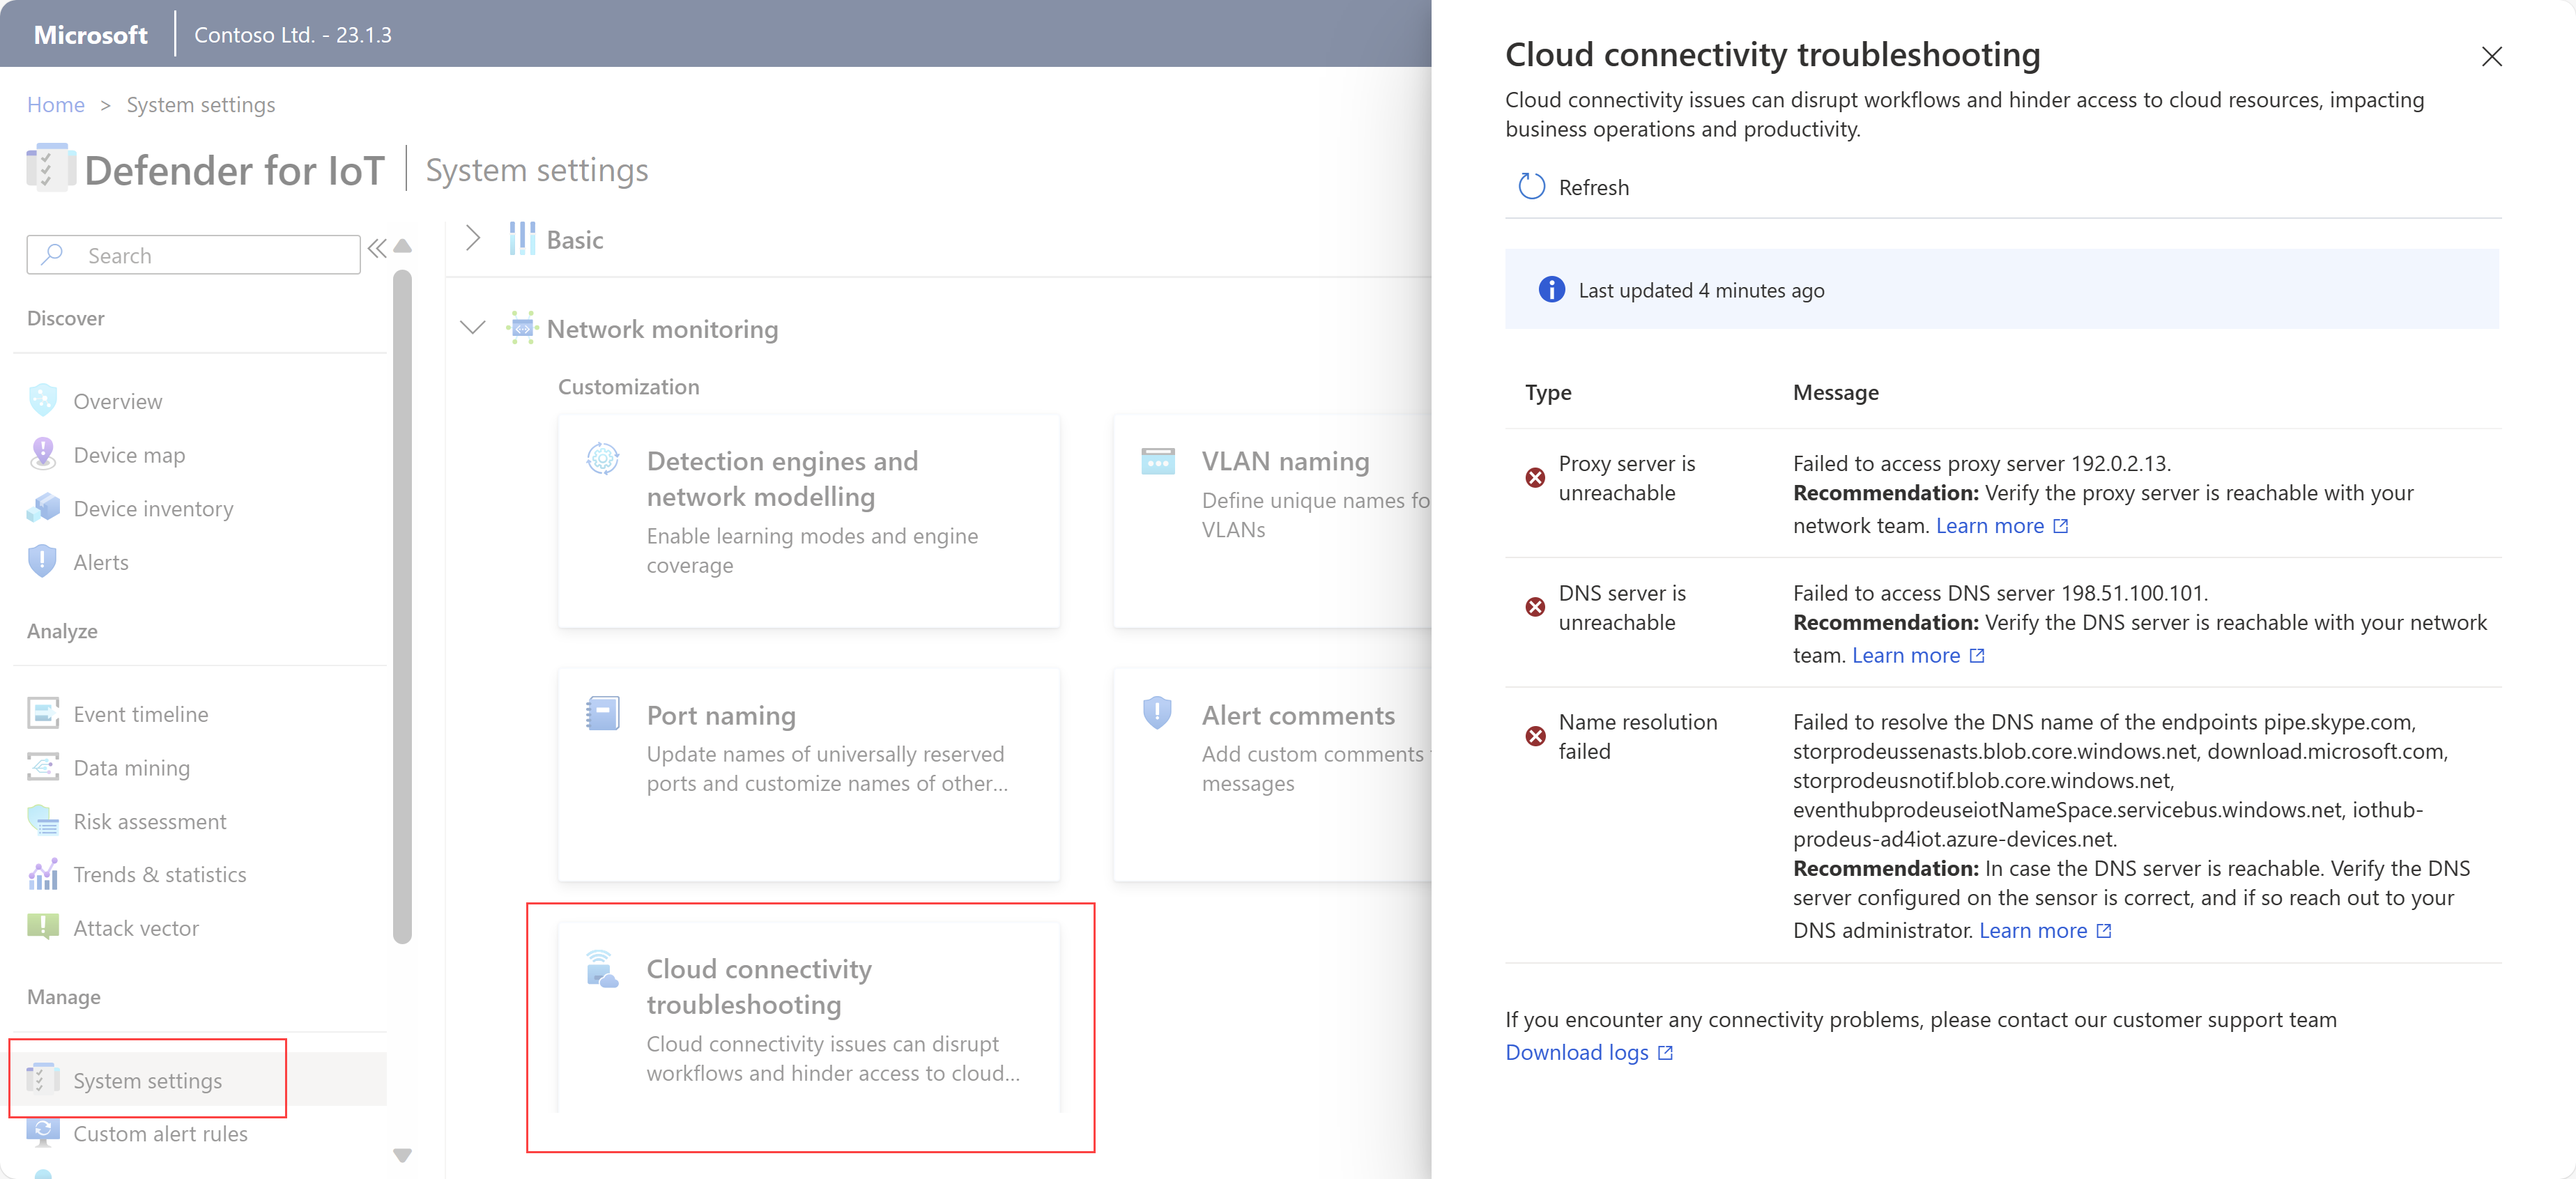 Microsoft
Contoso Ltd. - 23.1.3
Home > System settings
Defender for IoT
System settings
Search
Discover
Overview
Device map
Device inventory
Alerts
Analyze
Event timeline
Data mining
Risk assessment
Trends & statistics
Attack vector
Manage
System settings
Custom alert rules
Basic
Network monitoring
Customization
Detection engines and
network modelling
Enable learning modes and engine
coverage
VLAN naming
Define unique names fo
VLANs
Port naming
Update names of universally reserved
ports and customize names of other...
Alert comments
Add custom comments
messages
Cloud connectivity
troubleshooting
Cloud connectivity issues can disrupt
workflows and hinder access to cloud...
Cloud connectivity troubleshooting
Cloud connectivity issues can disrupt workflows and hinder access to cloud resources, impacting
business operations and productivity.
Refresh
Last updated 4 minutes ago
Type
Message
Proxy server is
unreachable
Failed to access proxy server 192.0.2.13.
Recommendation: Verify the proxy server is reachable with your
network team. Learn more
DNS server is
unreachable
Failed to access DNS server 198.51.100.101.
Recommendation: Verify the DNS server is reachable with your network
team. Learn more
Name resolution
failed
Failed to resolve the DNS name of the endpoints pipe.skype.com,
storprodeussenasts.blob.core.windows.net, download.microsoft.com,
storprodeusnotif.blob.core.windows.net,
eventhubprodeuseiotNameSpace.servicebus.windows.net, iothub-
prodeus-ad4iot.azure-devices.net.
Recommendation: In case the DNS server is reachable. Verify the DNS
server configured on the sensor is correct, and if so reach out to your
DNS administrator. Learn more
If you encounter any connectivity problems, please contact our customer support team
Download logs